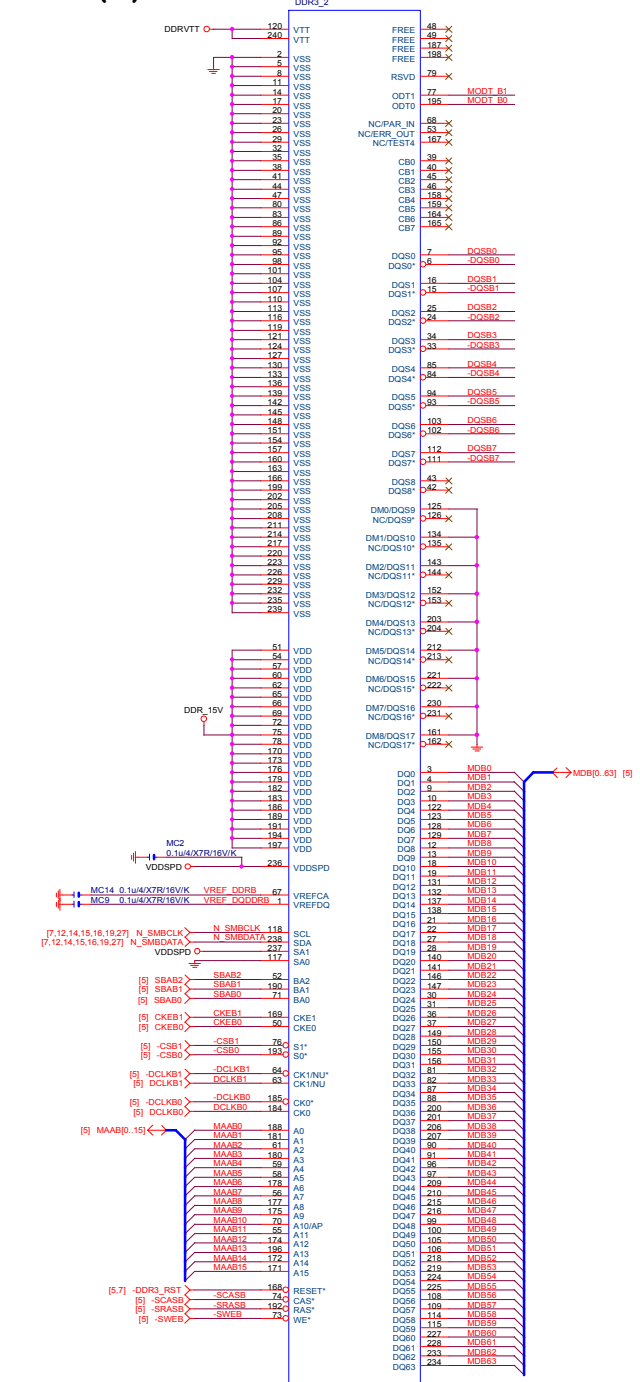 DDR3_2
DDRVTT 120 VTT
240 VTT
2 VSS
5 VSS
8 VSS
11 VSS
14 VSS
17 VSS
20 VSS
23 VSS
26 VSS
29 VSS
32 VSS
35 VSS
38 VSS
41 VSS
44 VSS
47 VSS
80 VSS
83 VSS
86 VSS
89 VSS
92 VSS
95 VSS
98 VSS
101 VSS
104 VSS
107 VSS
110 VSS
113 VSS
116 VSS
119 VSS
121 VSS
124 VSS
127 VSS
130 VSS
133 VSS
136 VSS
139 VSS
142 VSS
145 VSS
148 VSS
151 VSS
154 VSS
157 VSS
160 VSS
163 VSS
166 VSS
199 VSS
202 VSS
205 VSS
208 VSS
211 VSS
214 VSS
217 VSS
220 VSS
223 VSS
226 VSS
229 VSS
232 VSS
235 VSS
239 VSS
51 VDD
54 VDD
57 VDD
60 VDD
62 VDD
65 VDD
66 VDD
69 VDD
DDR_15V 72 VDD
75 VDD
78 VDD
170 VDD
173 VDD
176 VDD
179 VDD
182 VDD
183 VDD
186 VDD
189 VDD
191 VDD
194 VDD
197 VDD
MC2
0.1u/4/X7R/16V/K
VDDSPD 236 VDDSPD
MC14 0.1u/4/X7R/16V/K VREF_DDRB 67 VREFCA
MC9 0.1u/4/X7R/16V/K VREF_DQDDRB 1 VREFDQ
[7,12,14,15,16,19,27] N_SMBCLK N_SMBCLK 118 SCL
[7,12,14,15,16,19,27] N_SMBDATA N_SMBDATA 238 SDA
VDDSPD 237 SA1
117 SA0
[5] SBAB2 SBAB2 52 BA2
[5] SBAB1 SBAB1 190 BA1
[5] SBAB0 SBAB0 71 BA0
[5] CKEB1 CKEB1 169 CKE1
[5] CKEB0 CKEB0 50 CKE0
[5] -CSB1 -CSB1 76 S1*
[5] -CSB0 -CSB0 193 S0*
[5] -DCLKB1 -DCLKB1 64 CK1/NU*
[5] DCLKB1 DCLKB1 63 CK1/NU
[5] -DCLKB0 -DCLKB0 185 CK0*
[5] DCLKB0 DCLKB0 184 CK0
[5] MAAB[0..15] MAAB0 188 A0
MAAB1 181 A1
MAAB2 61 A2
MAAB3 180 A3
MAAB4 59 A4
MAAB5 58 A5
MAAB6 178 A6
MAAB7 56 A7
MAAB8 177 A8
MAAB9 175 A9
MAAB10 70 A10/AP
MAAB11 55 A11
MAAB12 174 A12
MAAB13 196 A13
MAAB14 172 A14
MAAB15 171 A15
[5,7] -DDR3_RST 168 RESET*
[5] -SCASB -SCASB 74 CAS*
[5] -SRASB -SRASB 192 RAS*
[5] -SWEB -SWEB 73 WE*
FREE 48
FREE 49
FREE 187
FREE 198
RSVD 79
ODT1 77 MODT_B1
ODT0 195 MODT_B0
NC/PAR_IN 68
NC/ERR_OUT 53
NC/TEST4 167
CB0 39
CB1 40
CB2 45
CB3 46
CB4 158
CB5 159
CB6 164
CB7 165
DQS0 7 DQSB0
DQS0* 6 -DQSB0
DQS1 16 DQSB1
DQS1* 15 -DQSB1
DQS2 25 DQSB2
DQS2* 24 -DQSB2
DQS3 34 DQSB3
DQS3* 33 -DQSB3
DQS4 85 DQSB4
DQS4* 84 -DQSB4
DQS5 94 DQSB5
DQS5* 93 -DQSB5
DQS6 103 DQSB6
DQS6* 102 -DQSB6
DQS7 112 DQSB7
DQS7* 111 -DQSB7
DQS8 43
DQS8* 42
DM0/DQS9 125
NC/DQS9* 126
DM1/DQS10 134
NC/DQS10* 135
DM2/DQS11 143
NC/DQS11* 144
DM3/DQS12 152
NC/DQS12* 153
DM4/DQS13 203
NC/DQS13* 204
DM5/DQS14 212
NC/DQS14* 213
DM6/DQS15 221
NC/DQS15* 222
DM7/DQS16 230
NC/DQS16* 231
DM8/DQS17 161
NC/DQS17* 162
DQ0 3 MDB0 MDB[0..63] [5]
DQ1 4 MDB1
DQ2 9 MDB2
DQ3 10 MDB3
DQ4 122 MDB4
DQ5 123 MDB5
DQ6 128 MDB6
DQ7 129 MDB7
DQ8 12 MDB8
DQ9 13 MDB9
DQ10 18 MDB10
DQ11 19 MDB11
DQ12 131 MDB12
DQ13 132 MDB13
DQ14 137 MDB14
DQ15 138 MDB15
DQ16 21 MDB16
DQ17 22 MDB17
DQ18 27 MDB18
DQ19 28 MDB19
DQ20 140 MDB20
DQ21 141 MDB21
DQ22 146 MDB22
DQ23 147 MDB23
DQ24 30 MDB24
DQ25 31 MDB25
DQ26 36 MDB26
DQ27 37 MDB27
DQ28 149 MDB28
DQ29 150 MDB29
DQ30 155 MDB30
DQ31 156 MDB31
DQ32 81 MDB32
DQ33 82 MDB33
DQ34 87 MDB34
DQ35 88 MDB35
DQ36 200 MDB36
DQ37 201 MDB37
DQ38 206 MDB38
DQ39 207 MDB39
DQ40 90 MDB40
DQ41 91 MDB41
DQ42 96 MDB42
DQ43 97 MDB43
DQ44 209 MDB44
DQ45 210 MDB45
DQ46 215 MDB46
DQ47 216 MDB47
DQ48 99 MDB48
DQ49 100 MDB49
DQ50 105 MDB50
DQ51 106 MDB51
DQ52 218 MDB52
DQ53 219 MDB53
DQ54 224 MDB54
DQ55 225 MDB55
DQ56 108 MDB56
DQ57 109 MDB57
DQ58 114 MDB58
DQ59 115 MDB59
DQ60 227 MDB60
DQ61 228 MDB61
DQ62 233 MDB62
DQ63 234 MDB63